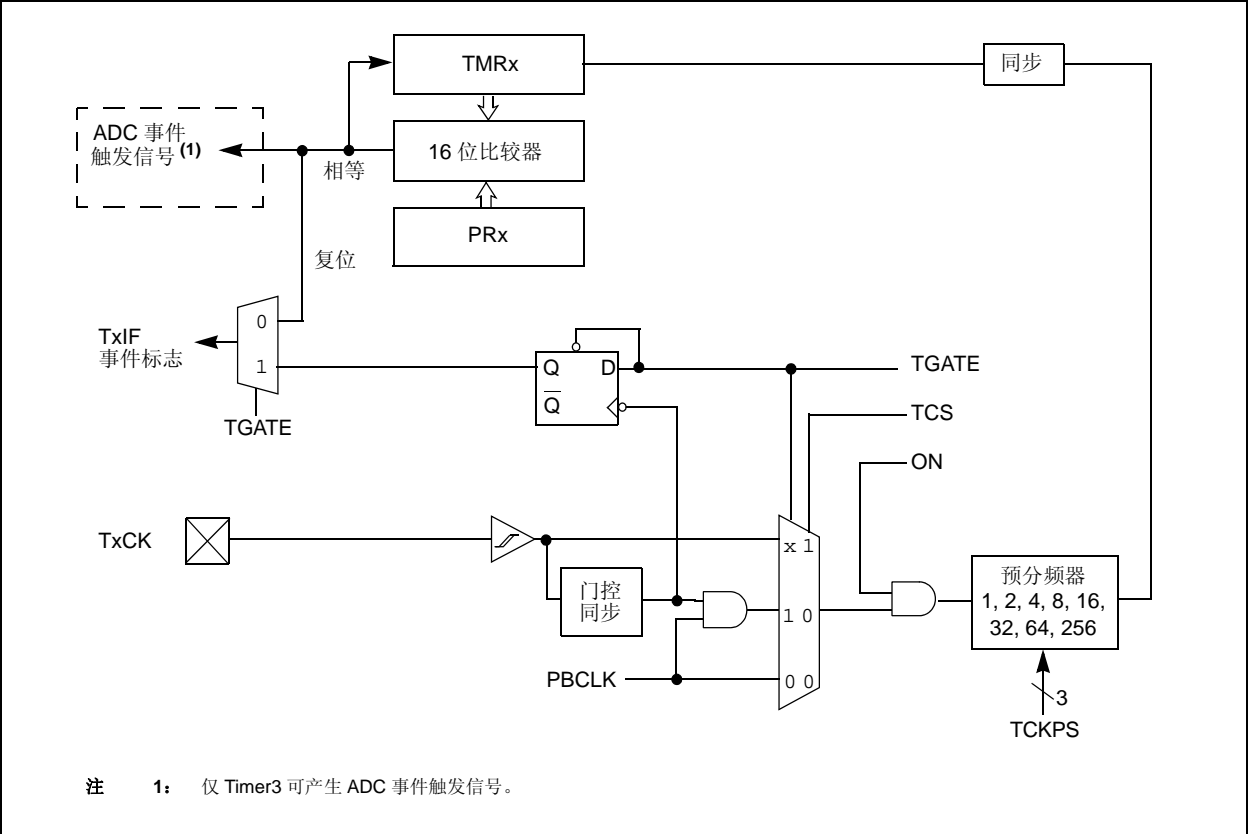 TMRx
同步
ADC 事件
触发信号(1)
16 位比较器
相等
PRx
复位
0
TxIF
事件标志
1
TGATE
Q
D
Q
TGATE
TCS
ON
TxCK
x 1
门控
同步
1 0
预分频器
1, 2, 4, 8, 16,
32, 64, 256
PBCLK
0 0
3
TCKPS
注 1： 仅 Timer3 可产生 ADC 事件触发信号。